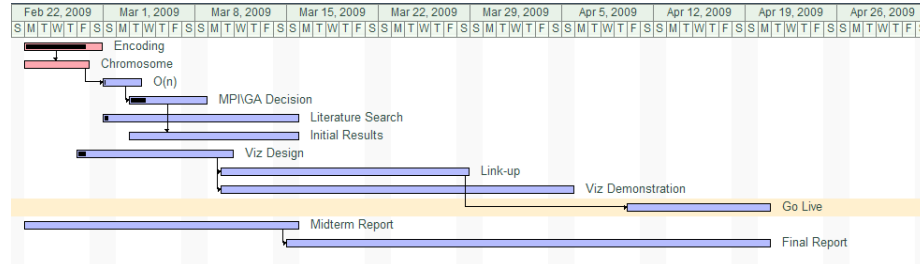 Feb 22, 2009 Mar 1, 2009 Mar 8, 2009 Mar 15, 2009 Mar 22, 2009 Mar 29, 2009 Apr 5, 2009 Apr 12, 2009 Apr 19, 2009 Apr 26, 2009
S M T W T F S S M T W T F S S M T W T F S S M T W T F S S M T W T F S S M T W T F S S M T W T F S S M T W T F S S M T W T F S S M T W T F
Encoding
Chromosome
O(n)
MPI\GA Decision
Literature Search
Initial Results
Viz Design
Link-up
Viz Demonstration
Go Live
Midterm Report
Final Report